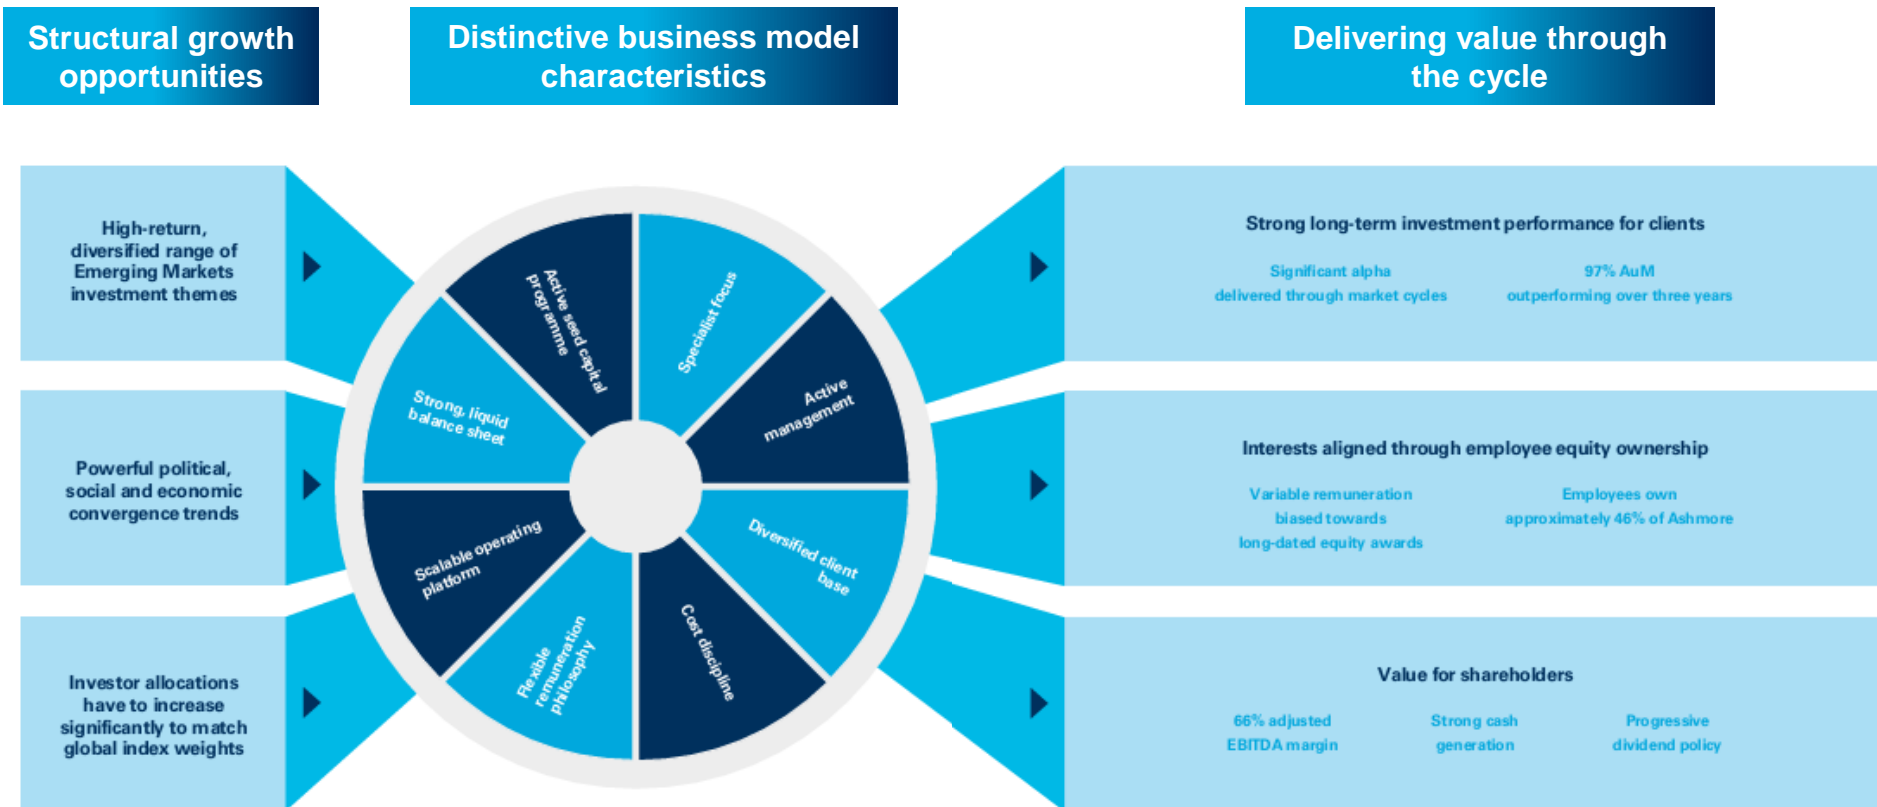 Structural growth
opportunities
Distinctive business model
characteristics
Delivering value through
the cycle
High-return,
diversified range of
Emerging Markets
investment themes
Powerful political,
social and economic
convergence trends
Investor allocations
have to increase
significantly to match
global index weights
Active seed capital
programme
Specialist focus
Active
management
Diversified client
base
Cost discipline
Flexible
remuneration
philosophy
Scalable operating
platform
Strong, liquid
balance sheet
Strong long-term investment performance for clients
Significant alpha
delivered through market cycles
97% AuM
outperforming over three years
Interests aligned through employee equity ownership
Variable remuneration
biased towards
long-dated equity awards
Employees own
approximately 46% of Ashmore
Value for shareholders
66% adjusted
EBITDA margin
Strong cash
generation
Progressive
dividend policy